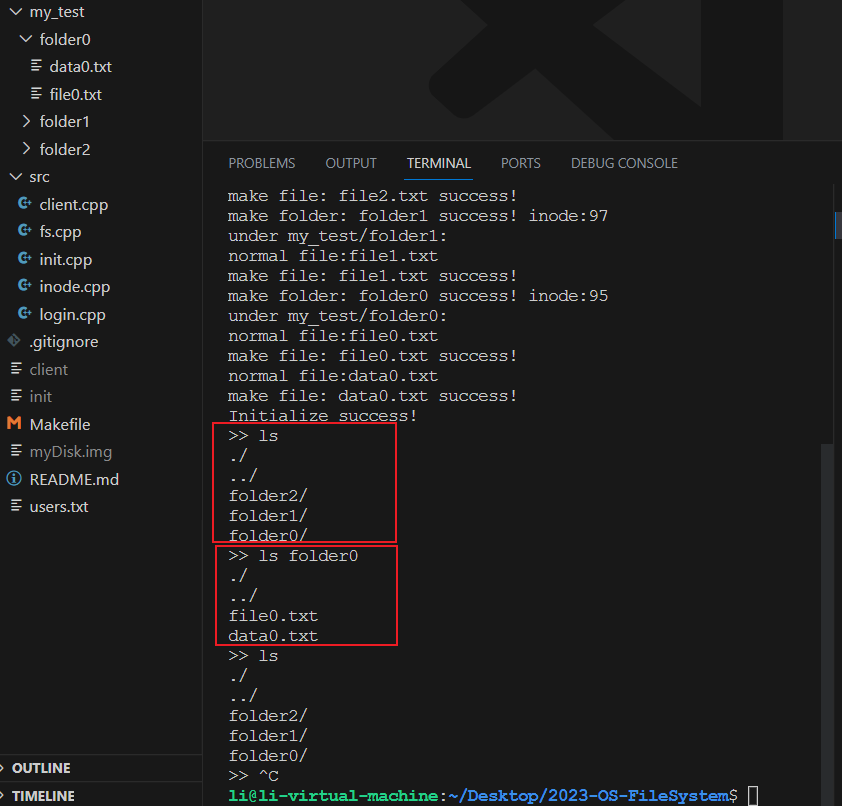 my_test
folder0
data0.txt
file0.txt
folder1
folder2
src
client.cpp
fs.cpp
init.cpp
inode.cpp
login.cpp
.gitignore
client
init
Makefile
myDisk.img
README.md
users.txt
OUTLINE
TIMELINE
PROBLEMS OUTPUT TERMINAL PORTS DEBUG CONSOLE
make file: file2.txt success!
make folder: folder1 success! inode:97
under my_test/folder1:
normal file:file1.txt
make file: file1.txt success!
make folder: folder0 success! inode:95
under my_test/folder0:
normal file:file0.txt
make file: file0.txt success!
normal file:data0.txt
make file: data0.txt success!
Initialize success!
>> ls
./
../
folder2/
folder1/
folder0/
>> ls folder0
./
../
file0.txt
data0.txt
>> ls
./
../
folder2/
folder1/
folder0/
>> ^C
li@li-virtual-machine:~/Desktop/2023-OS-FileSystem$